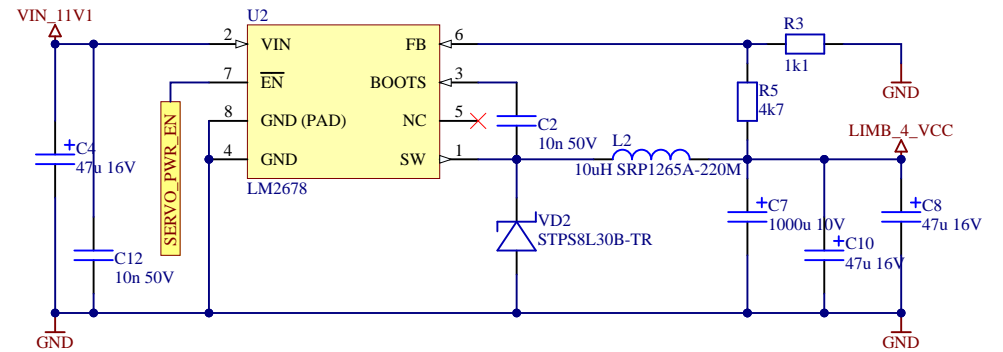 VIN_11V1
U2
R3
2
VIN
FB
6
1k1
7
EN
BOOTS
3
GND
R5
4k7
8
GND (PAD)
NC
5
C2
10n 50V
LIMB_4_VCC
C4
47u 16V
4
GND
SW
1
L2
10uH SRP1265A-220M
LM2678
SERVO_PWR_EN
VD2
STPS8L30B-TR
C7
1000u 10V
C8
47u 16V
C12
10n 50V
C10
47u 16V
GND
GND